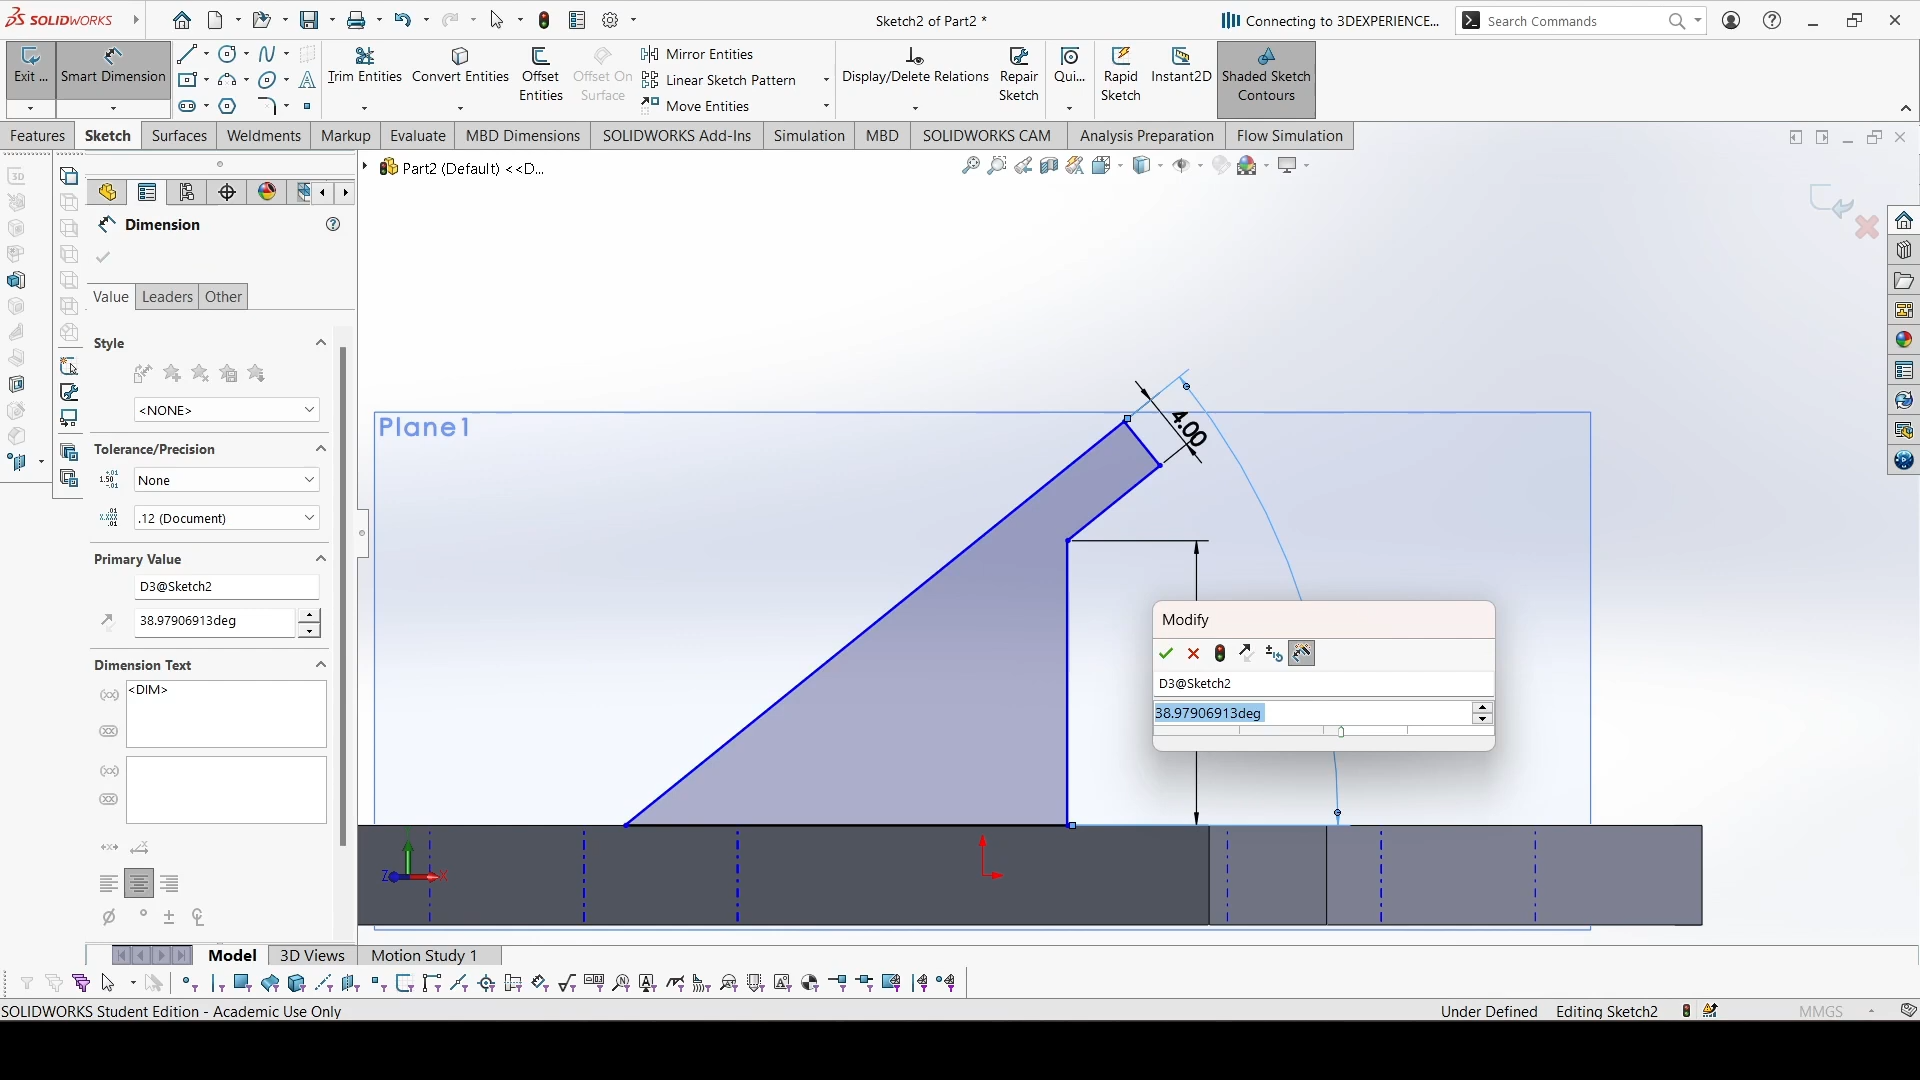 SOLIDWORKS
Sketch2 of Part2 *
Connecting to 3DEXPERIENCE...
Search Commands
Exit ...
Smart Dimension
Trim Entities
Convert Entities
Offset Entities
Offset On Surface
Mirror Entities
Linear Sketch Pattern
Move Entities
Display/Delete Relations
Repair Sketch
Qui...
Rapid Sketch
Instant2D
Shaded Sketch Contours
Features
Sketch
Surfaces
Weldments
Markup
Evaluate
MBD Dimensions
SOLIDWORKS Add-Ins
Simulation
MBD
SOLIDWORKS CAM
Analysis Preparation
Flow Simulation
Part2 (Default) <<D...
Dimension
Value
Leaders
Other
Style
<NONE>
Tolerance/Precision
None
.12 (Document)
Primary Value
D3@Sketch2
38.97906913deg
Dimension Text
<DIM>
Plane1
4.00
Modify
D3@Sketch2
38.97906913deg
Z
X
Model
3D Views
Motion Study 1
SOLIDWORKS Student Edition - Academic Use Only
Under Defined
Editing Sketch2
MMGS